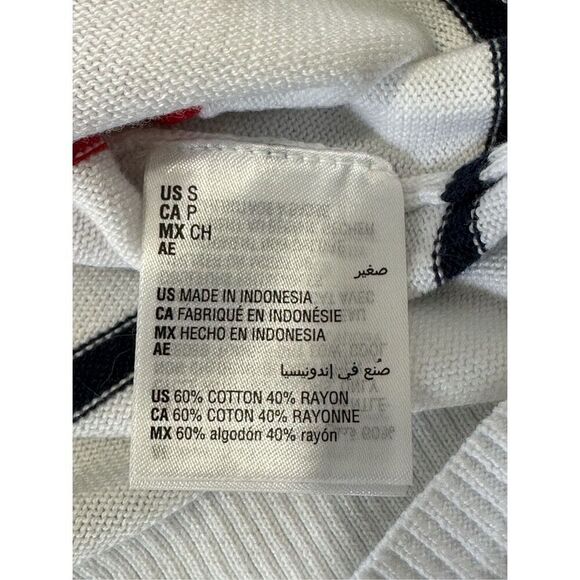 US S
CA P
MX CH
AE
صغير
US MADE IN INDONESIA
CA FABRIQUÉ EN INDONÉSIE
MX HECHO EN INDONESIA
AE
صُنع في إندونيسيا
US 60% COTTON 40% RAYON
CA 60% COTON 40% RAYONNE
MX 60% algodón 40% rayón